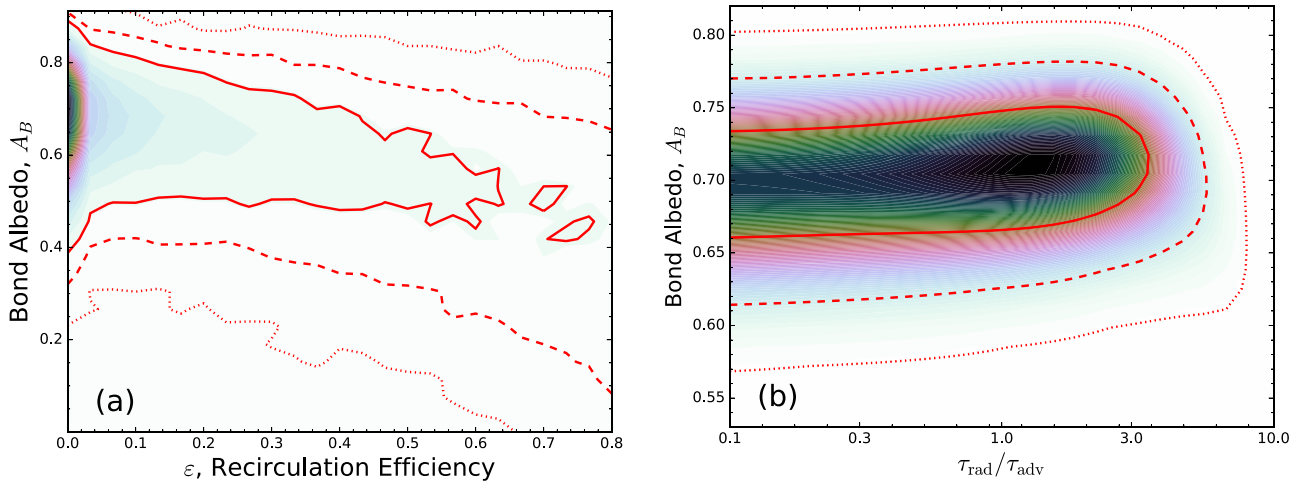 0.8
0.6
0.4
0.2
Bond Albedo, A_B
(a)
0.0 0.1 0.2 0.3 0.4 0.5 0.6 0.7 0.8
ε, Recirculation Efficiency
0.80
0.75
0.70
0.65
0.60
0.55
Bond Albedo, A_B
(b)
0.1 0.3 1.0 3.0 10.0
τ_rad/τ_adv